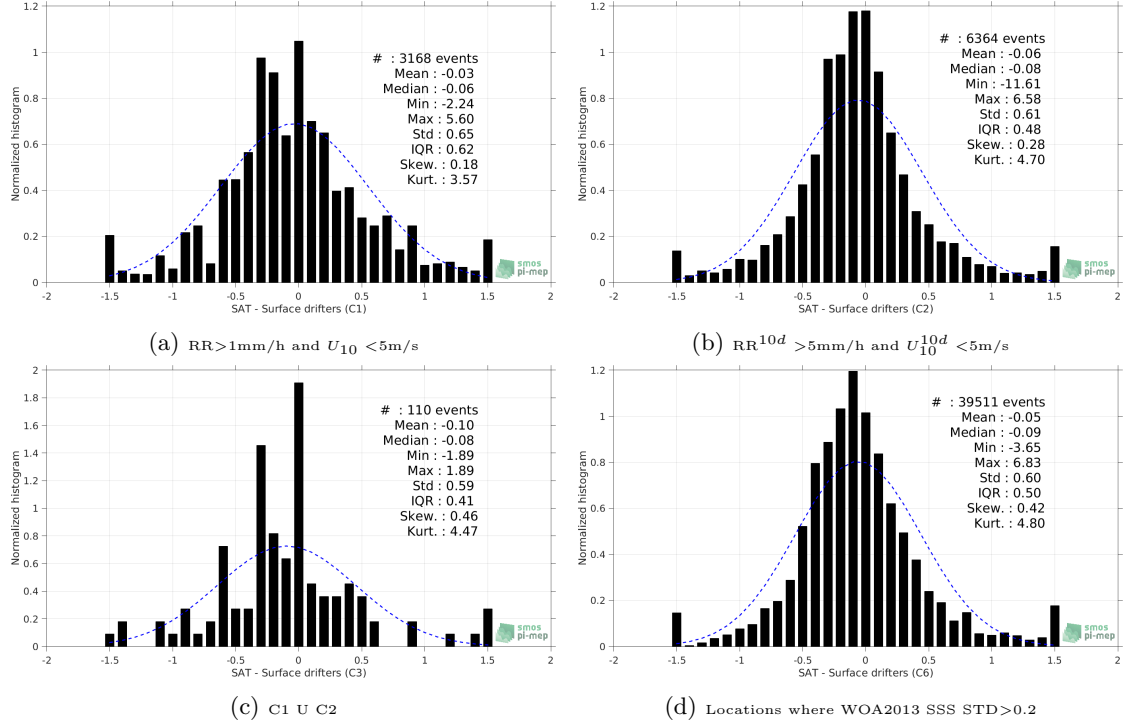 1.2
1
0.8
0.6
0.4
0.2
0
-2
-1.5
-1
-0.5
0
0.5
1
1.5
2
Normalized histogram
SAT - Surface drifters (C1)
# : 3168 events
Mean : -0.03
Median : -0.06
Min : -2.24
Max : 5.60
Std : 0.65
IQR : 0.62
Skew. : 0.18
Kurt. : 3.57
smos
pi-mep
(a) RR>1mm/h and U10 <5m/s
1.2
1
0.8
0.6
0.4
0.2
0
-2
-1.5
-1
-0.5
0
0.5
1
1.5
2
Normalized histogram
SAT - Surface drifters (C2)
# : 6364 events
Mean : -0.06
Median : -0.08
Min : -11.61
Max : 6.58
Std : 0.61
IQR : 0.48
Skew. : 0.28
Kurt. : 4.70
smos
pi-mep
(b) RR10d >5mm/h and U10d10 <5m/s
2
1.8
1.6
1.4
1.2
1
0.8
0.6
0.4
0.2
0
-2
-1.5
-1
-0.5
0
0.5
1
1.5
2
Normalized histogram
SAT - Surface drifters (C3)
# : 110 events
Mean : -0.10
Median : -0.08
Min : -1.89
Max : 1.89
Std : 0.59
IQR : 0.41
Skew. : 0.46
Kurt. : 4.47
smos
pi-mep
(c) C1 U C2
1.2
1
0.8
0.6
0.4
0.2
0
-2
-1.5
-1
-0.5
0
0.5
1
1.5
2
Normalized histogram
SAT - Surface drifters (C6)
# : 39511 events
Mean : -0.05
Median : -0.09
Min : -3.65
Max : 6.83
Std : 0.60
IQR : 0.50
Skew. : 0.42
Kurt. : 4.80
smos
pi-mep
(d) Locations where WOA2013 SSS STD>0.2